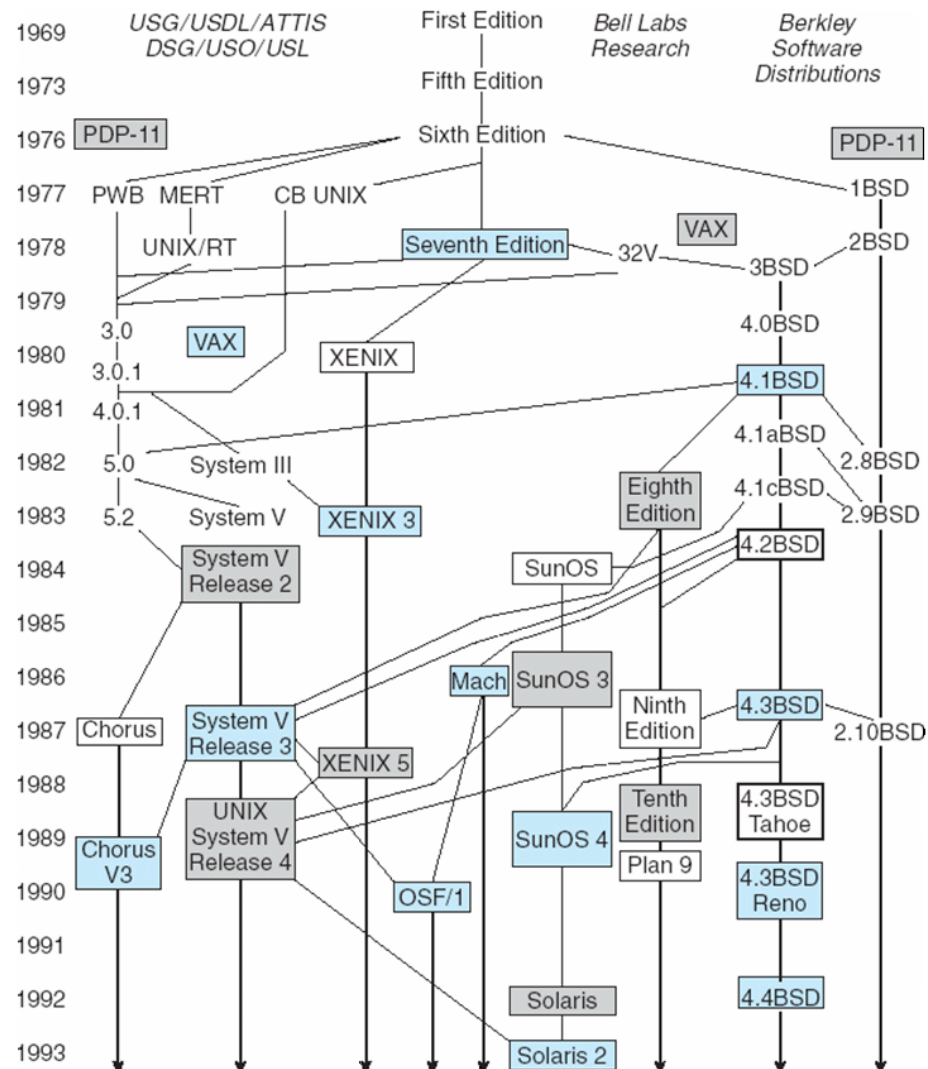 USG/USDL/ATTIS
DSG/USO/USL
Bell Labs
Research
Berkley
Software
Distributions
1969
First Edition
1973
Fifth Edition
1976
PDP-11
Sixth Edition
PDP-11
1977
PWB
MERT
CB UNIX
1BSD
1978
UNIX/RT
Seventh Edition
VAX
32V
2BSD
3BSD
1979
3.0
VAX
4.0BSD
1980
XENIX
3.0.1
4.1BSD
1981
4.0.1
4.1aBSD
1982
5.0
System III
2.8BSD
Eighth
Edition
4.1cBSD
1983
5.2
System V
XENIX 3
2.9BSD
4.2BSD
1984
System V
Release 2
SunOS
1985
1986
Mach
SunOS 3
Ninth
Edition
4.3BSD
1987
Chorus
System V
Release 3
2.10BSD
XENIX 5
1988
UNIX
System V
Release 4
Tenth
Edition
4.3BSD
Tahoe
1989
Chorus
V3
SunOS 4
Plan 9
1990
OSF/1
4.3BSD
Reno
1991
1992
Solaris
4.4BSD
1993
Solaris 2